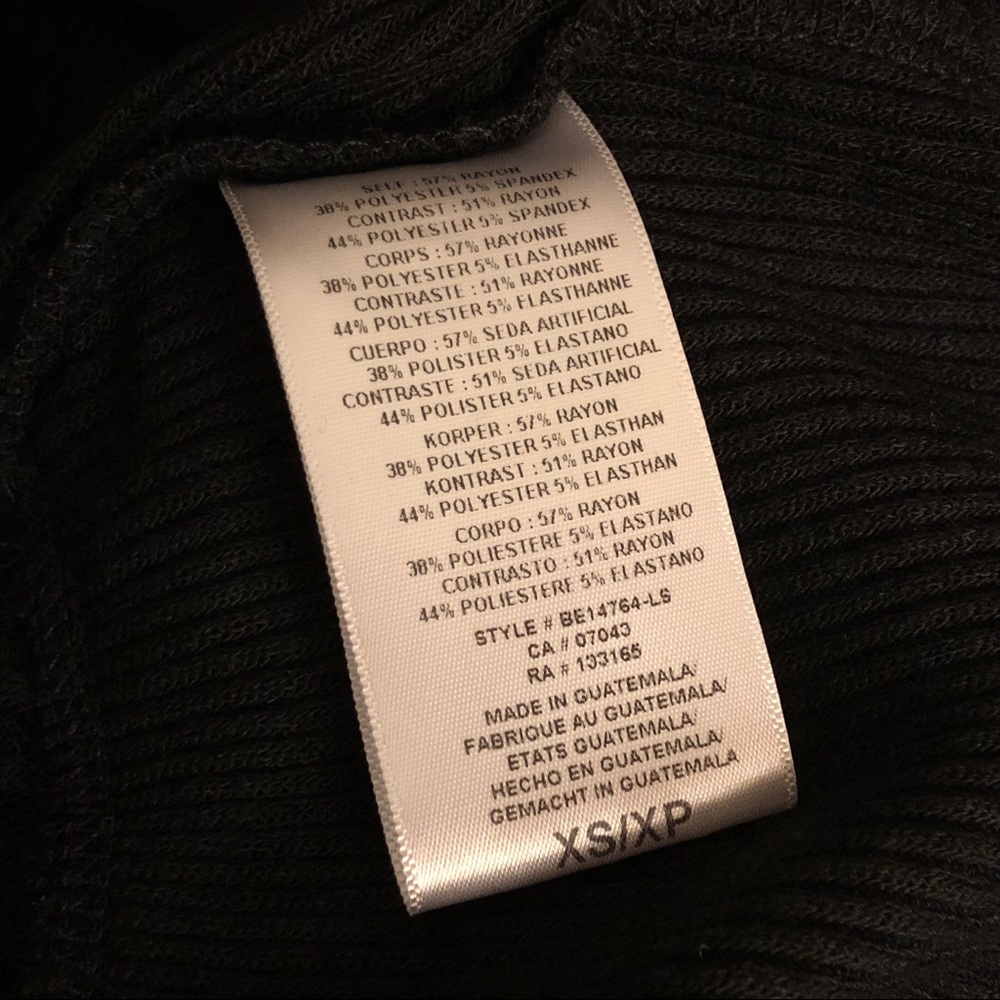 SELF : 57% RAYON
38% POLYESTER 5% SPANDEX
CONTRAST : 51% RAYON
44% POLYESTER 5% SPANDEX
CORPS : 57% RAYONNE
38% POLYESTER 5% ELASTHANNE
CONTRASTE : 51% RAYONNE
44% POLYESTER 5% ELASTHANNE
CUERPO : 57% SEDA ARTIFICIAL
38% POLISTER 5% ELASTANO
CONTRASTE : 51% SEDA ARTIFICIAL
44% POLISTER 5% ELASTANO
KORPER : 57% RAYON
38% POLYESTER 5% ELASTHAN
KONTRAST : 51% RAYON
44% POLYESTER 5% ELASTHAN
CORPO : 57% RAYON
38% POLIESTERE 5% ELASTANO
CONTRASTO : 51% RAYON
44% POLIESTERE 5% ELASTANO
STYLE # BE14764-LS
CA # 07043
RA # 133165
MADE IN GUATEMALA/
FABRIQUE AU GUATEMALA/
ETATS GUATEMALA/
HECHO EN GUATEMALA/
GEMACHT IN GUATEMALA
XS/XP